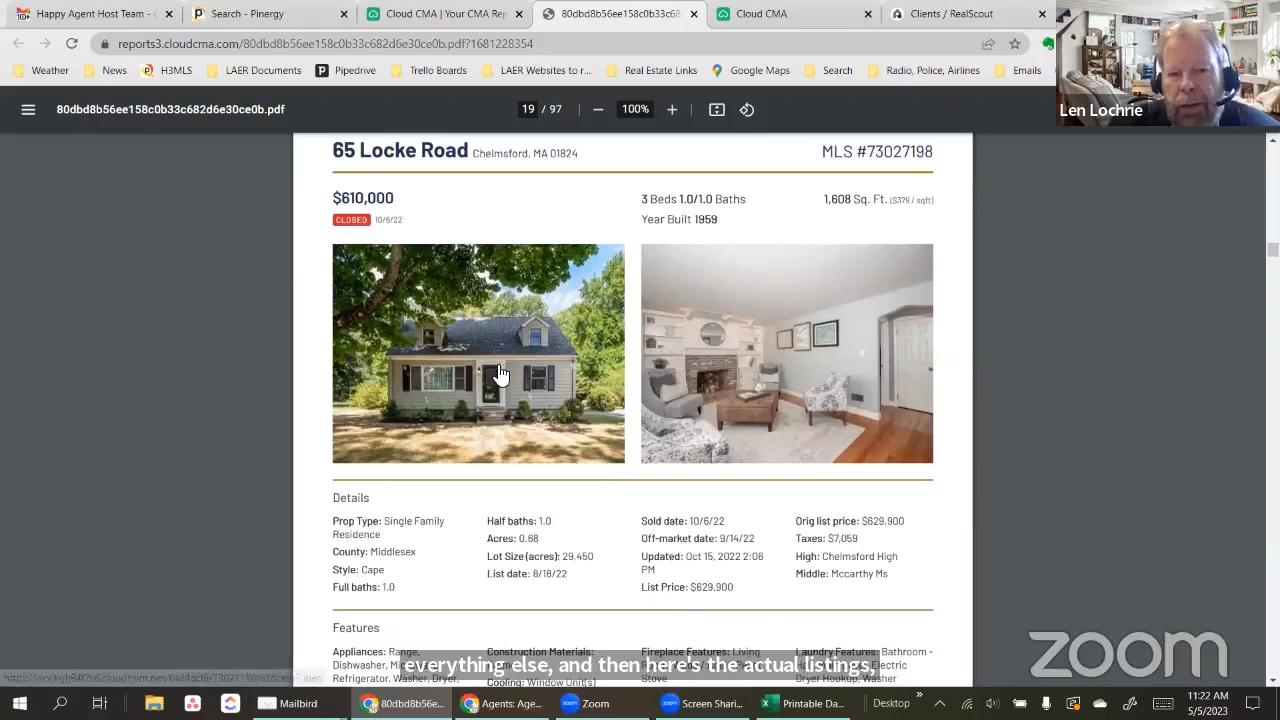 Happy Agent Host Team - C
Search - Pinergy
Cloud CMA | My CMA Rep
80dbd8b56ee158c0b33c682
Cloud CMA
Clients / RealScout
reports3.cloudcma.com/80dbd8b56ee158c0b33c682d6e30ce0b.pdf?1681228354
Weather
News
H3MLS
LAER Documents
Pipedrive
Trello Boards
LAER Websites to r...
Real Estate Links
Google Maps
Search
Radio, Police, Airlines
Emails
80dbd8b56ee158c0b33c682d6e30ce0b.pdf
19 / 97
100%
Len Lochrie
65 Locke Road Chelmsford, MA 01824
MLS #73027198
$610,000
3 Beds 1.0/1.0 Baths
1,608 Sq. Ft. ($379 / sqft)
CLOSED 10/6/22
Year Built 1959
Details
Prop Type: Single Family
Residence
County: Middlesex
Style: Cape
Full baths: 1.0
Half baths: 1.0
Acres: 0.68
Lot Size (acres): 29,450
List date: 8/18/22
Sold date: 10/6/22
Off-market date: 9/14/22
Updated: Oct 15, 2022 2:06
PM
List Price: $629,900
Orig list price: $629,900
Taxes: $7,059
High: Chelmsford High
Middle: Mccarthy Ms
Features
Appliances: Range,
Dishwasher,
Refrigerator, Washer, Dryer,
Construction Materials:
Cooling: Window Unit(s)
Fireplace Features: Living
Stove
Laundry Features: Bathroom -
Electric
Dryer Hookup, Washer
everything else, and then here's the actual listings,
zoom
Mailbird
80dbd8b56ee...
Agents: Age...
Zoom
Screen Shari...
Printable Da...
Desktop
11:22 AM
5/5/2023